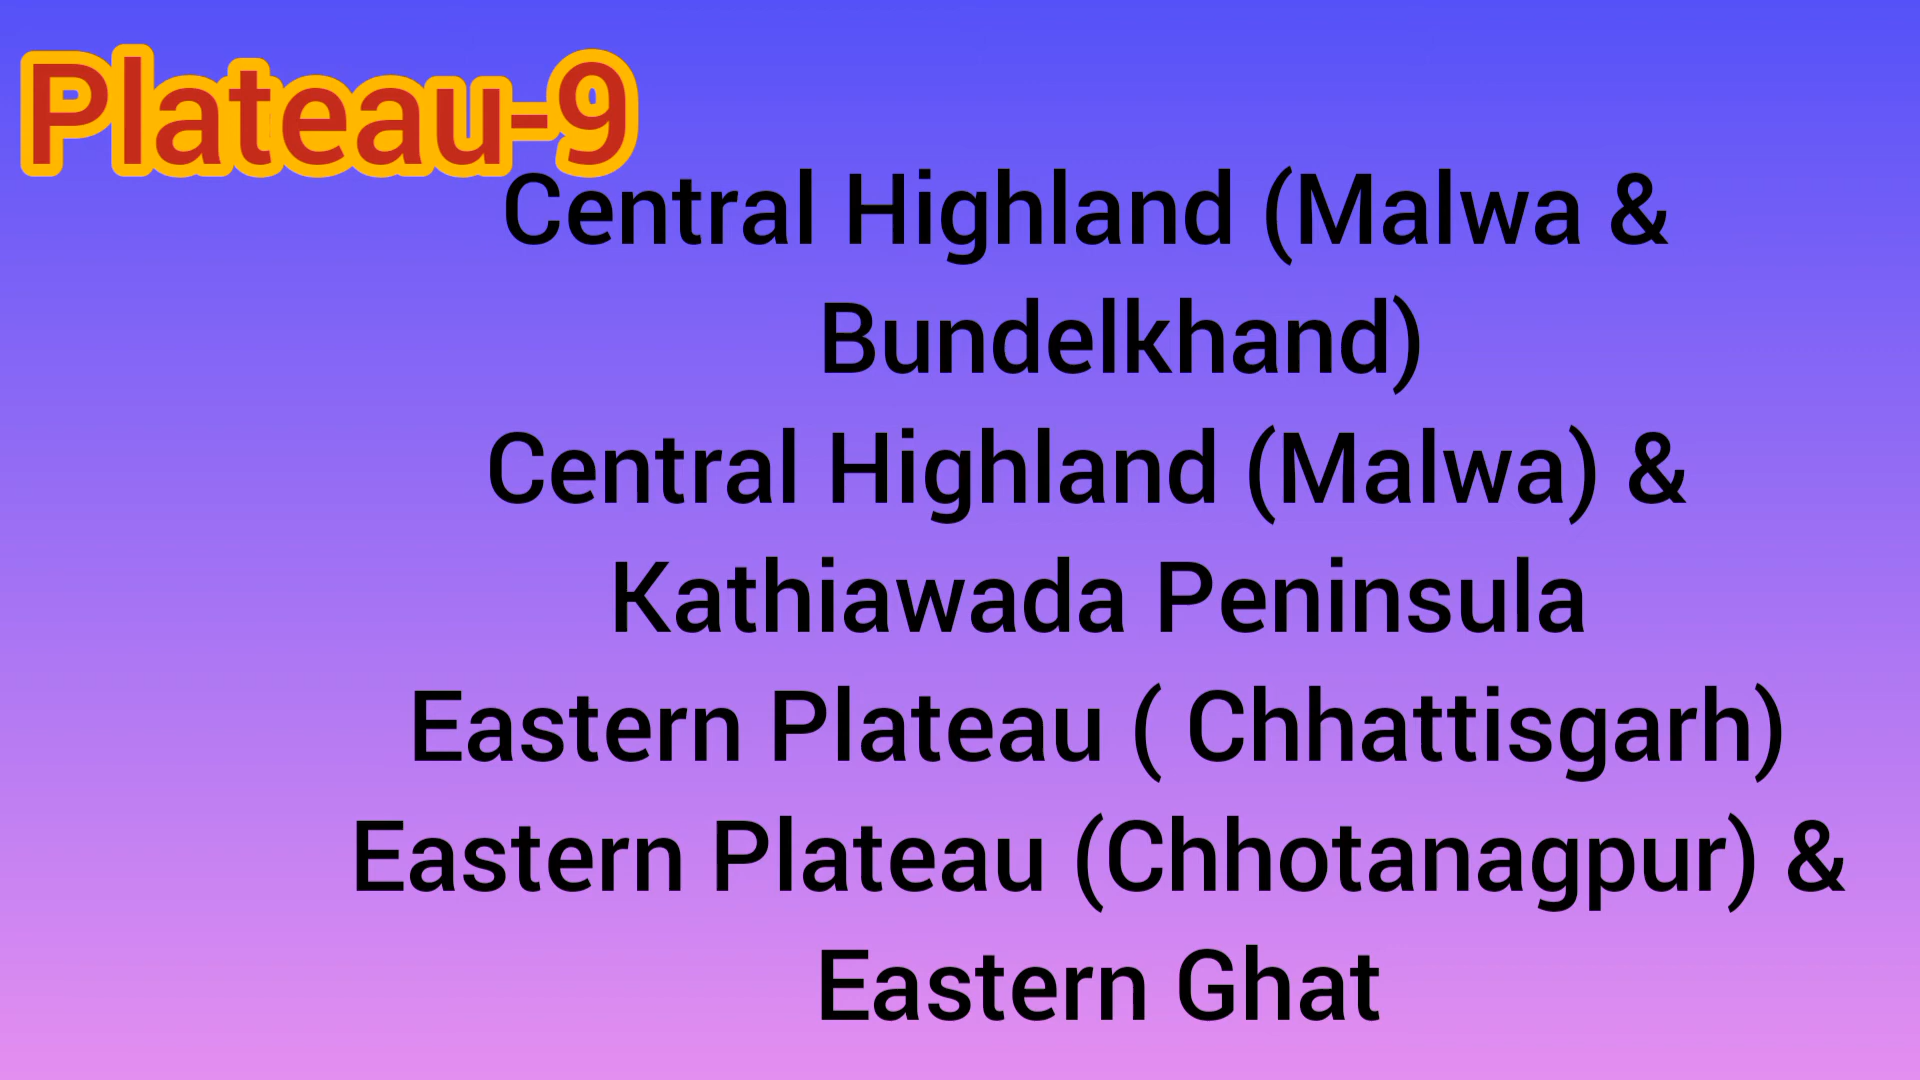 Plateau-9
Central Highland (Malwa &
Bundelkhand)
Central Highland (Malwa) &
Kathiawada Peninsula
Eastern Plateau ( Chhattisgarh)
Eastern Plateau (Chhotanagpur) &
Eastern Ghat